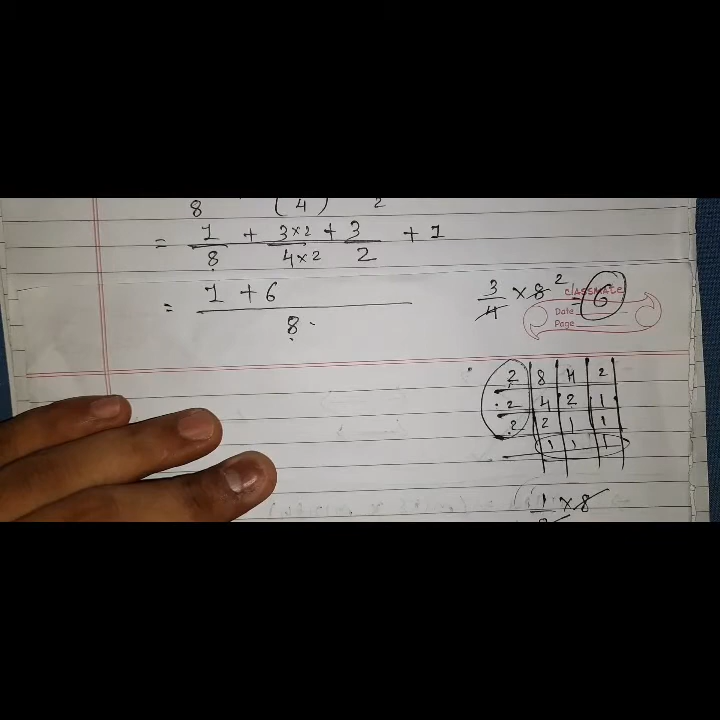 8 ( 4 ) 2
= 1/8 + 3×2/4×2 + 3/2 + 1
= 1 + 6 / 8
3/4 × 8 2 = 6
classmate
Date
Page
2 | 8 | 4 | 2
2 | 4 | 2 | 1
2 | 2 | 1 | 1
1 | 1 | 1
1 × 8